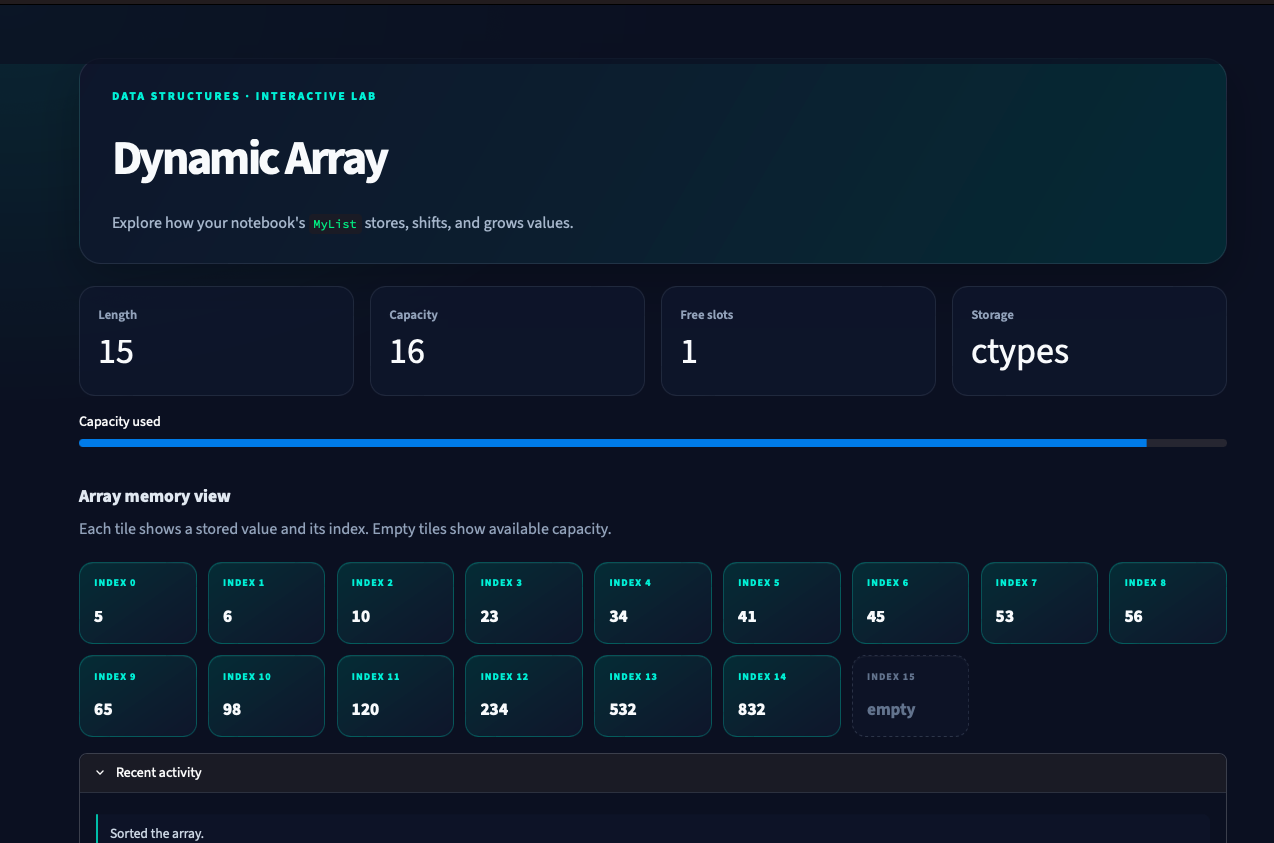 DATA STRUCTURES · INTERACTIVE LAB
Dynamic Array
Explore how your notebook's MyList stores, shifts, and grows values.
Length
15
Capacity
16
Free slots
1
Storage
ctypes
Capacity used
Array memory view
Each tile shows a stored value and its index. Empty tiles show available capacity.
INDEX 0
5
INDEX 1
6
INDEX 2
10
INDEX 3
23
INDEX 4
34
INDEX 5
41
INDEX 6
45
INDEX 7
53
INDEX 8
56
INDEX 9
65
INDEX 10
98
INDEX 11
120
INDEX 12
234
INDEX 13
532
INDEX 14
832
INDEX 15
empty
Recent activity
Sorted the array.